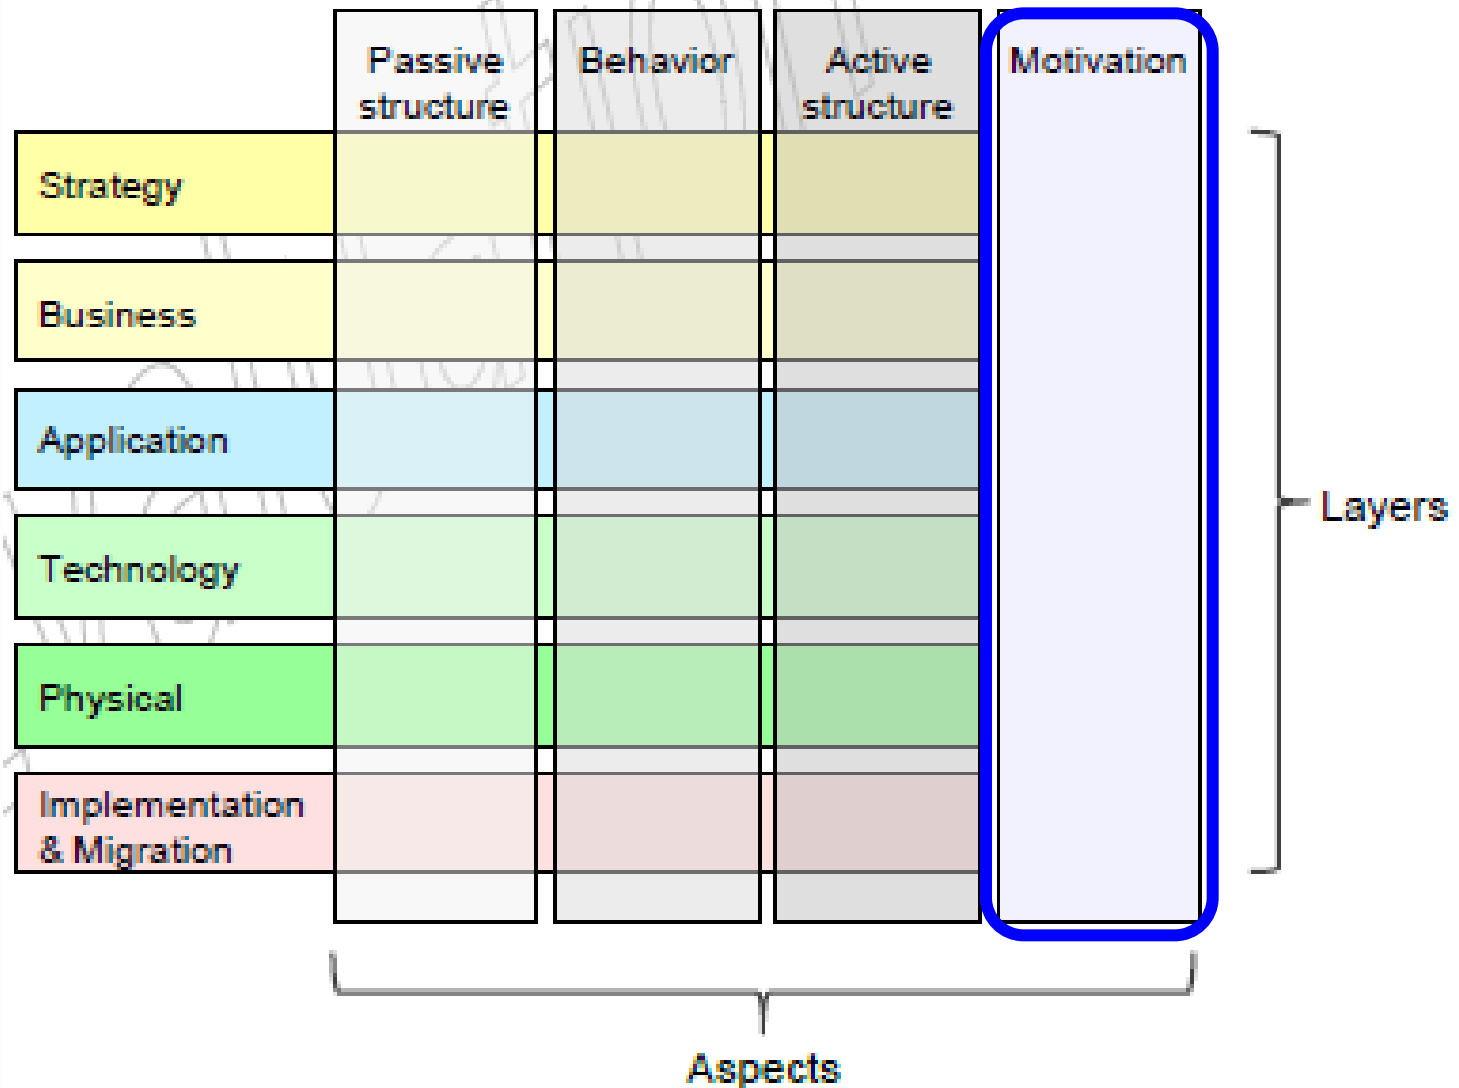 Passive
structure
Behavior
Active
structure
Motivation
Strategy
Business
Application
Technology
Physical
Implementation
& Migration
Layers
Aspects